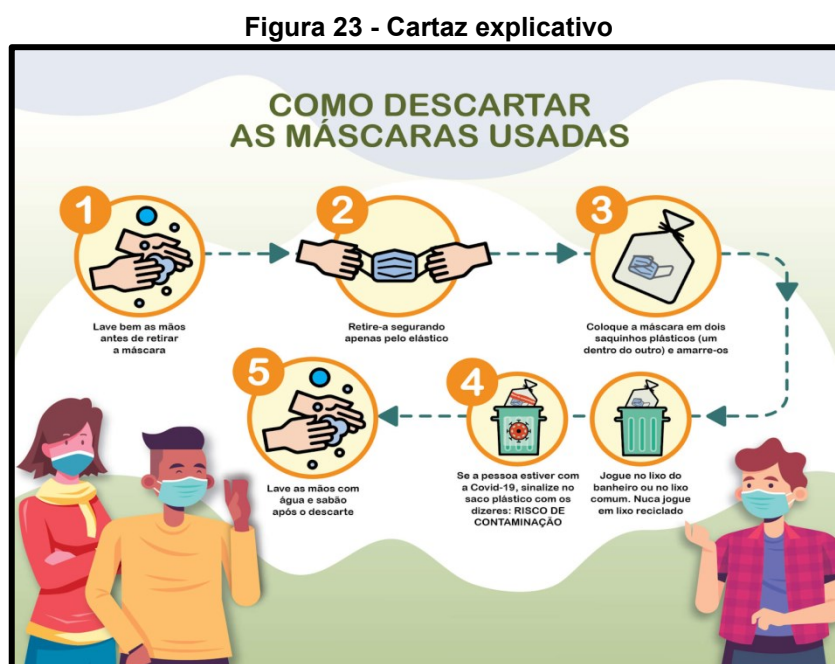 Figura 23 - Cartaz explicativo
COMO DESCARTAR
AS MÁSCARAS USADAS
1
Lave bem as mãos
antes de retirar
a máscara
2
Retire-a segurando
apenas pelo elástico
3
Coloque a máscara em dois
saquinhos plásticos (um
dentro do outro) e amarre-os
Jogue no lixo do
banheiro ou no lixo
comum. Nuca jogue
em lixo reciclado
4
Se a pessoa estiver com
a Covid-19, sinalize no
saco plástico com os
dizeres: RISCO DE
CONTAMINAÇÃO
5
Lave as mãos com
água e sabão
após o descarte